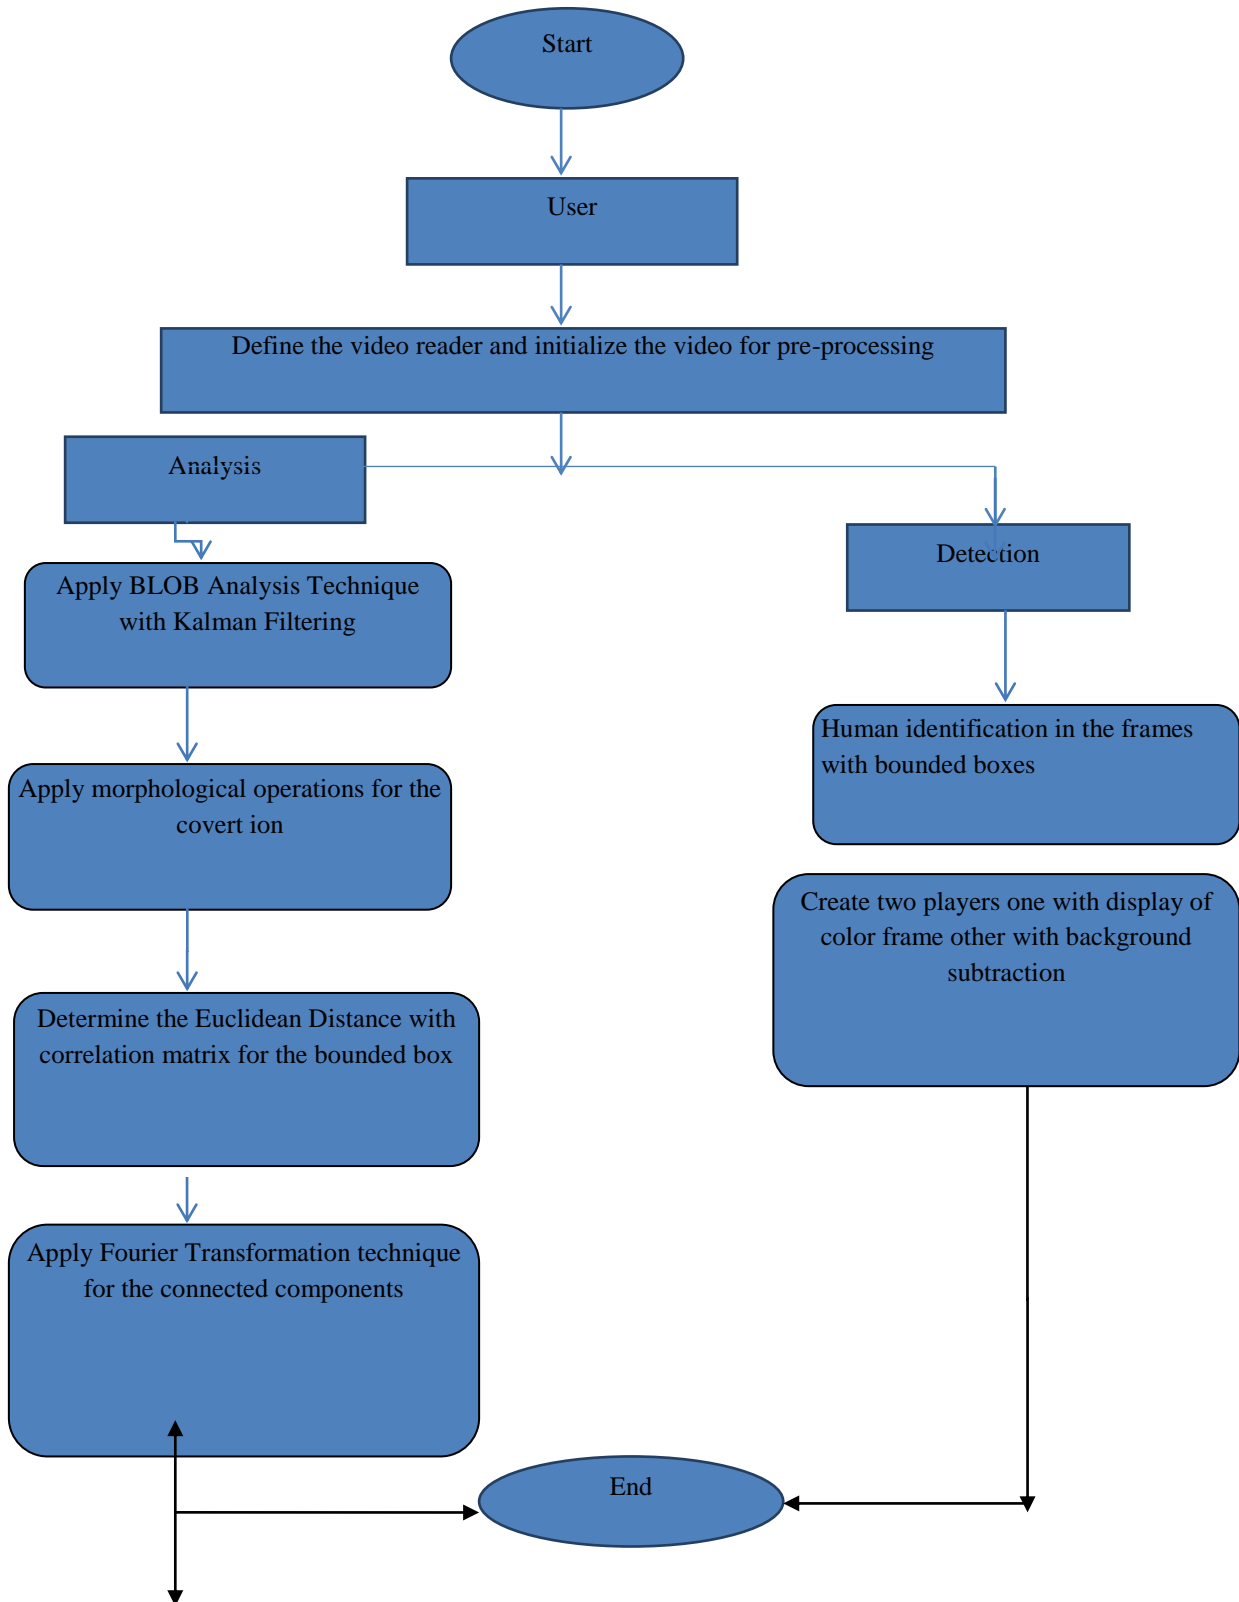 Start
User
Define the video reader and initialize the video for pre-processing
Analysis
Apply BLOB Analysis Technique
with Kalman Filtering
Apply morphological operations for the
covert ion
Determine the Euclidean Distance with
correlation matrix for the bounded box
Apply Fourier Transformation technique
for the connected components
Detection
Human identification in the frames
with bounded boxes
Create two players one with display of
color frame other with background
subtraction
End